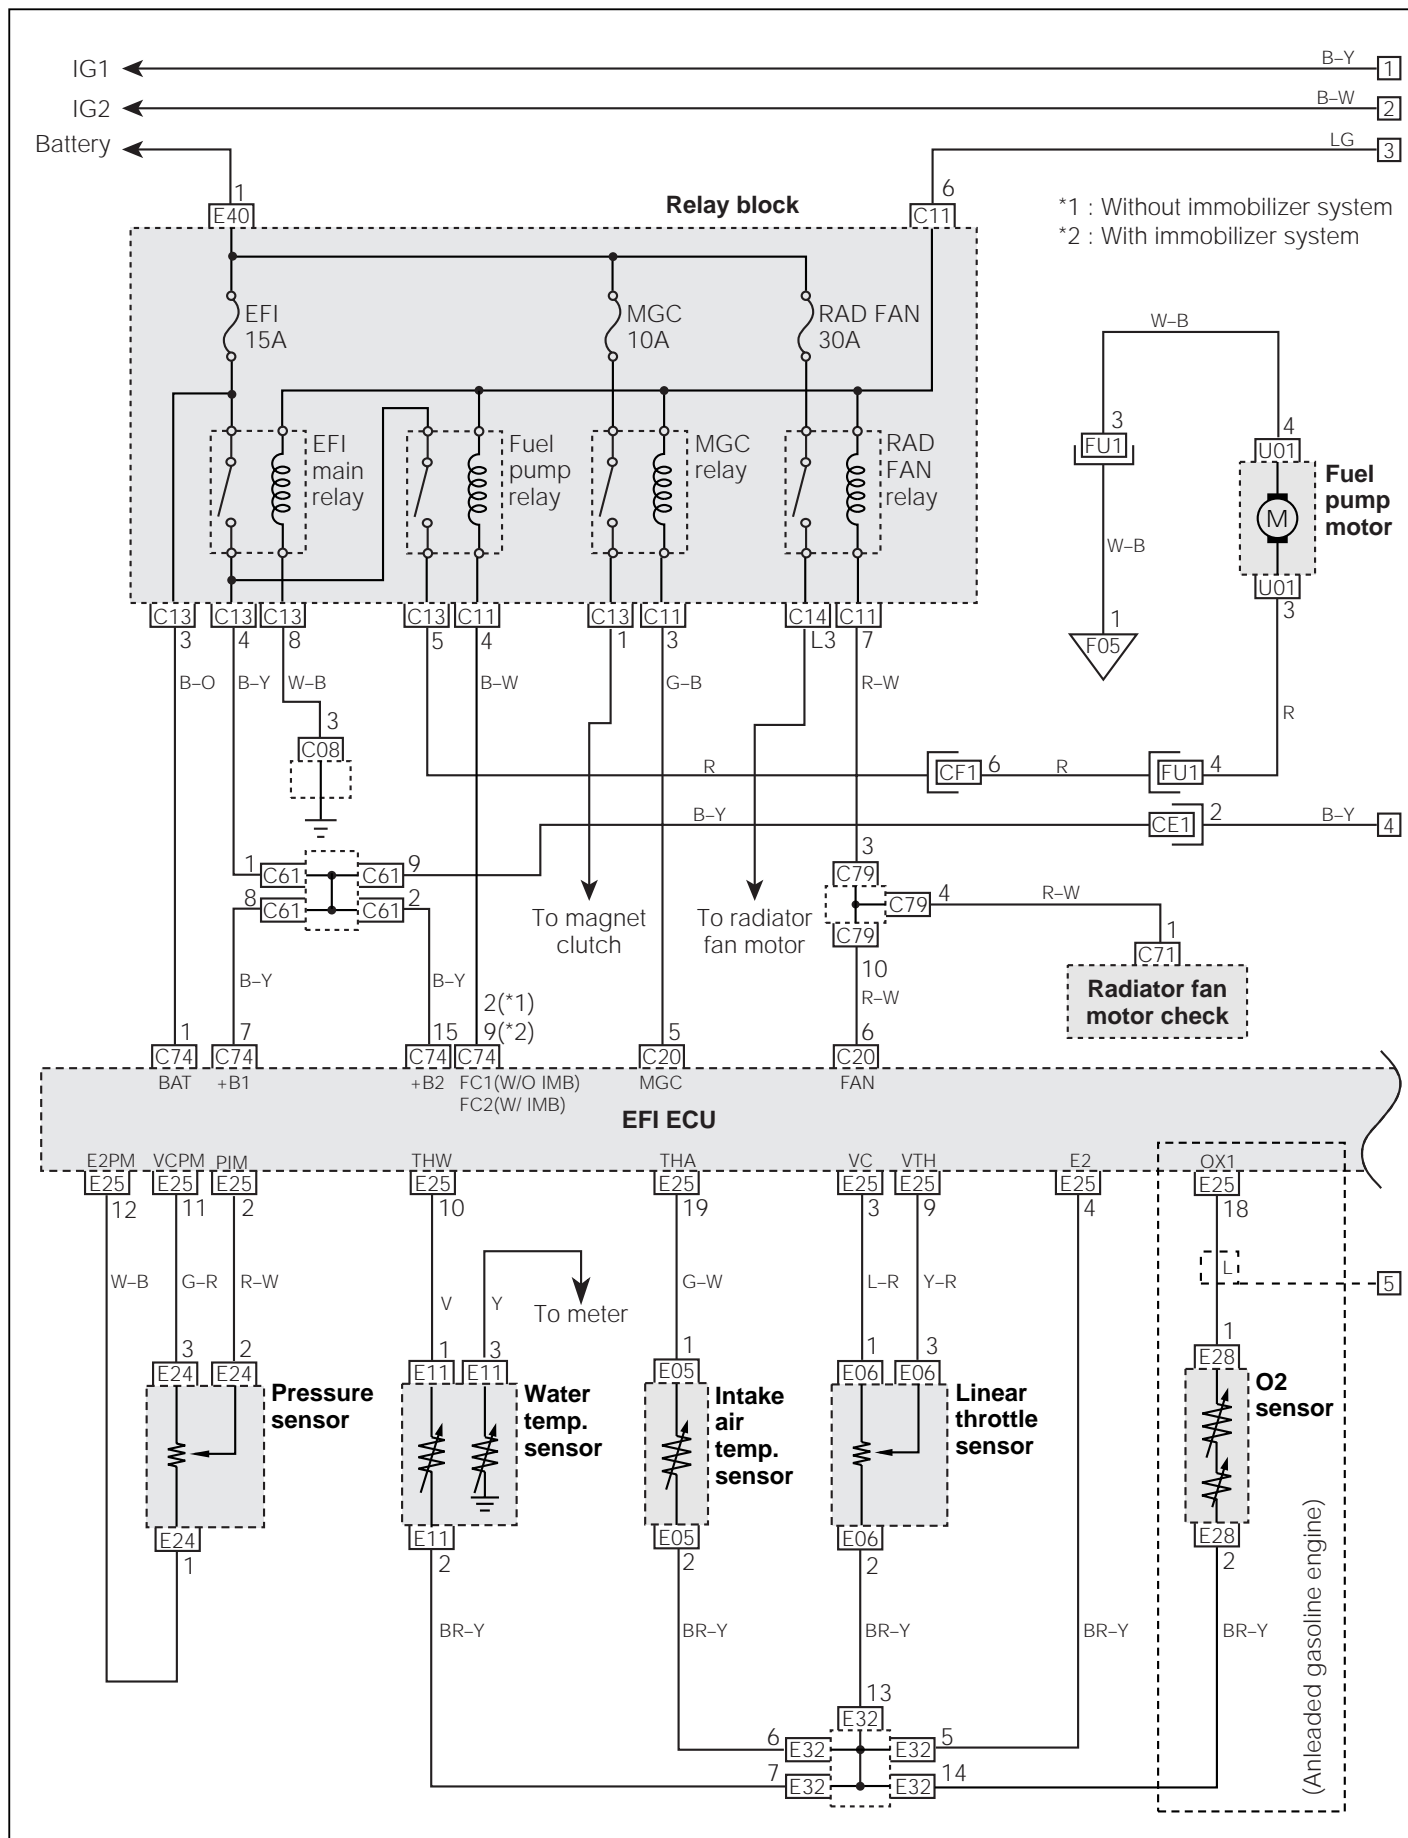 IG1
B–Y
1
IG2
B–W
2
Battery
LG
3
1
E40
Relay block
6
C11
*1 : Without immobilizer system
*2 : With immobilizer system
EFI
15A
MGC
10A
RAD FAN
30A
W–B
3
FU1
4
U01
EFI
main
relay
Fuel
pump
relay
MGC
relay
RAD
FAN
relay
Fuel
pump
motor
M
W–B
U01
3
1
F05
C13
C13
C13
C13
C11
C13
C11
C14
C11
3
4
8
5
4
1
3
L3
7
B–O
B–Y
W–B
B–W
G–B
R–W
R
3
C08
R
CF1
6
R
FU1
4
B–Y
CE1
2
B–Y
4
1
C61
C61
9
8
C61
C61
2
3
C79
C79
4
R–W
C79
10
1
C71
To magnet
clutch
To radiator
fan motor
Radiator fan
motor check
B–Y
B–Y
2(*1)
9(*2)
R–W
1
7
15
5
6
C74
C74
C74
C74
C20
C20
BAT
+B1
+B2
FC1(W/O IMB)
FC2(W/ IMB)
MGC
FAN
EFI ECU
E2PM
VCPM
PIM
THW
THA
VC
VTH
E2
OX1
E25
E25
E25
E25
E25
E25
E25
E25
E25
12
11
2
10
19
3
9
4
18
W–B
G–R
R–W
V
Y
To meter
G–W
L–R
Y–R
L
5
3
2
1
3
1
1
3
1
E24
E24
E11
E11
E05
E06
E06
E28
Pressure
sensor
Water
temp.
sensor
Intake
air
temp.
sensor
Linear
throttle
sensor
O2
sensor
E24
1
E11
2
E05
2
E06
2
E28
2
BR–Y
BR–Y
BR–Y
BR–Y
BR–Y
(Anleaded gasoline engine)
13
E32
6
E32
E32
5
7
E32
E32
14